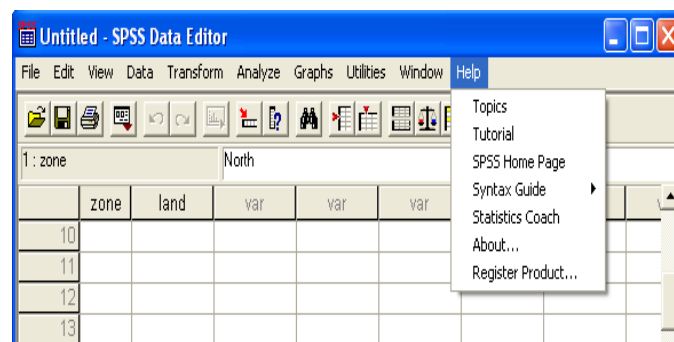 Untitled - SPSS Data Editor
File Edit View Data Transform Analyze Graphs Utilities Window Help
Topics
Tutorial
SPSS Home Page
Syntax Guide
Statistics Coach
About...
Register Product...
1 : zone North
zone land var var var
10
11
12
13